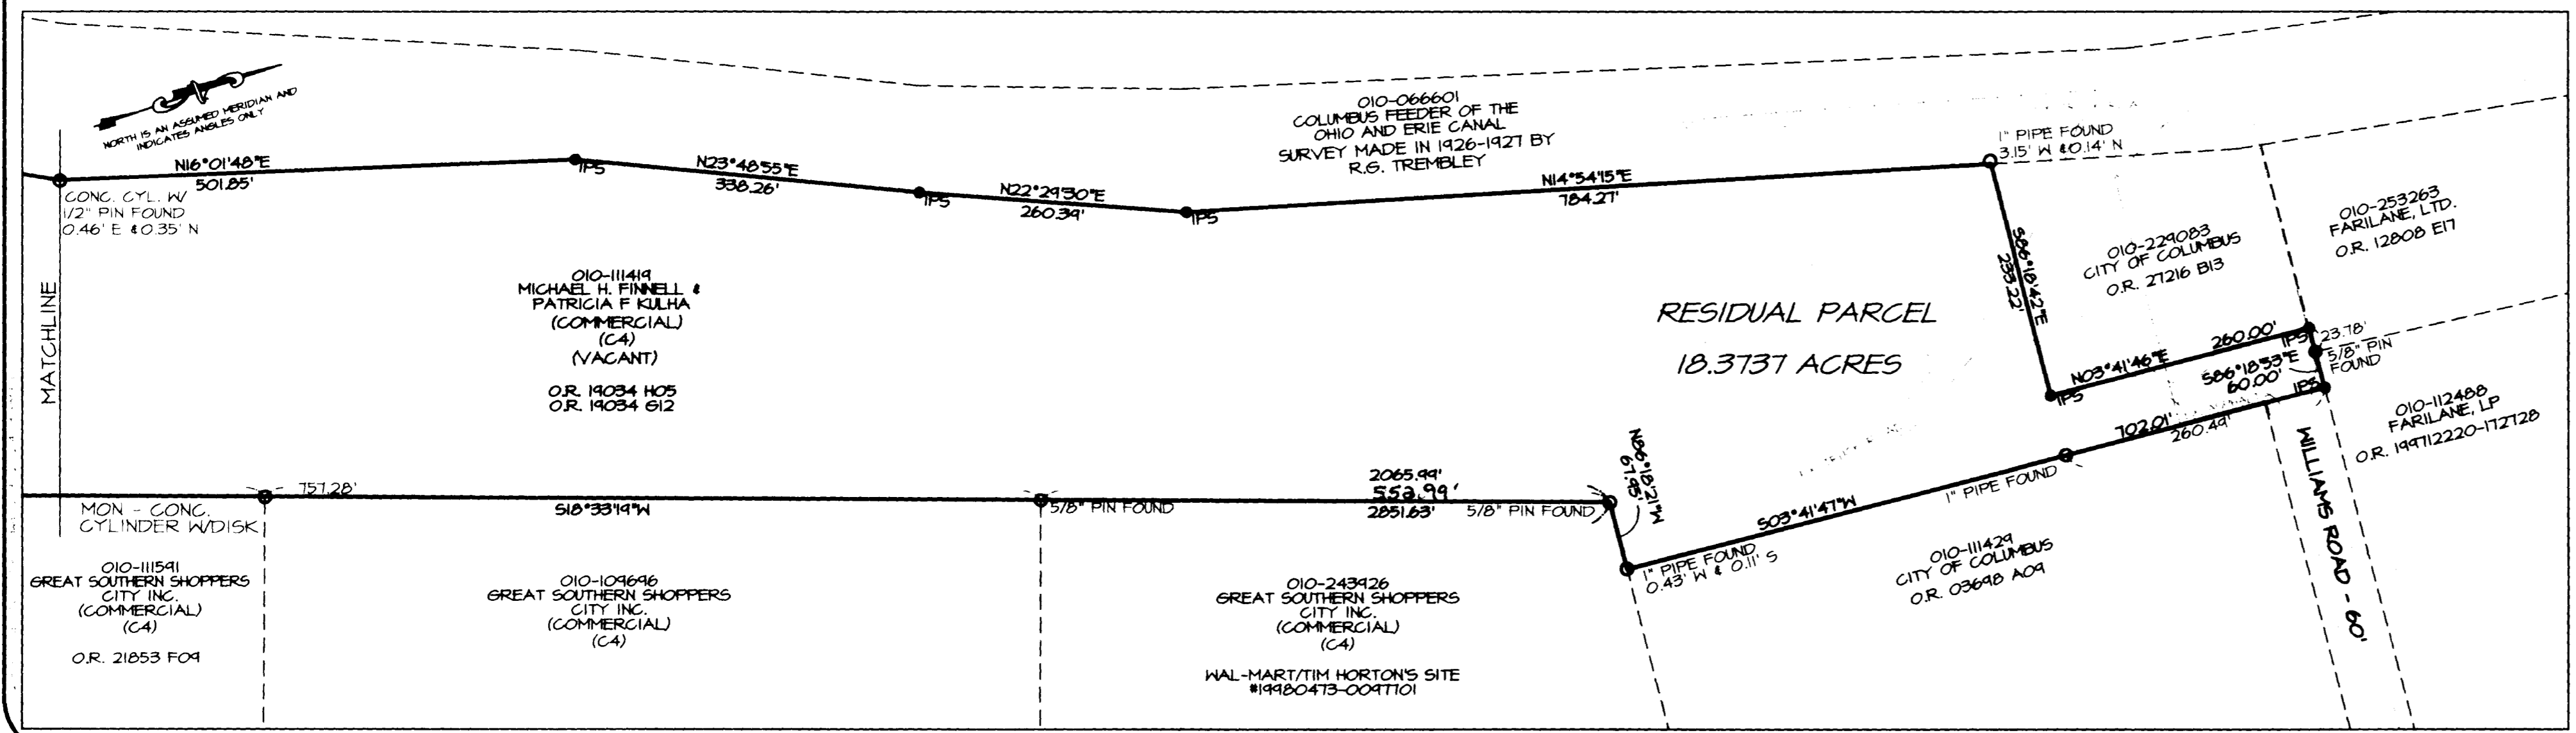 NORTH IS AN ASSUMED MERIDIAN AND
INDICATES ANGLES ONLY
N16°01'48"E
501.85'
CONC. CYL. W/
1/2" PIN FOUND
0.46' E & 0.35' N
MATCHLINE
IPS
N23°48'55"E
338.26'
IPS
N22°29'30"E
260.39'
IPS
010-066601
COLUMBUS FEEDER OF THE
OHIO AND ERIE CANAL
SURVEY MADE IN 1926-1927 BY
R.G. TREMBLEY
N14°54'15"E
784.27'
1" PIPE FOUND
3.15' W & 0.14' N
S86°18'42"E
233.22'
010-229083
CITY OF COLUMBUS
O.R. 27216 B13
010-253263
FARILANE, LTD.
O.R. 12808 E17
010-111419
MICHAEL H. FINNELL &
PATRICIA F KULHA
(COMMERCIAL)
(C4)
(VACANT)
O.R. 19034 H05
O.R. 19034 G12
RESIDUAL PARCEL
18.3737 ACRES
IPS
N03°41'46"E
260.00'
IPS
23.78'
5/8" PIN
FOUND
S86°18'53"E
60.00'
IPS
010-112488
FARILANE, LP
O.R. 199712220-172728
WILLIAMS ROAD - 60'
702.01'
260.49'
1" PIPE FOUND
S03°41'47"W
N86°18'21"W
67.95'
1" PIPE FOUND
0.43' W & 0.11' S
010-111429
CITY OF COLUMBUS
O.R. 03698 A09
757.28'
MON - CONC.
CYLINDER W/DISK
S18°33'19"W
5/8" PIN FOUND
2065.99'
552.99'
2851.63'
5/8" PIN FOUND
010-111591
GREAT SOUTHERN SHOPPERS
CITY INC.
(COMMERCIAL)
(C4)
O.R. 21853 F09
010-109696
GREAT SOUTHERN SHOPPERS
CITY INC.
(COMMERCIAL)
(C4)
010-243926
GREAT SOUTHERN SHOPPERS
CITY INC.
(COMMERCIAL)
(C4)
WAL-MART/TIM HORTON'S SITE
#19980473-0097701